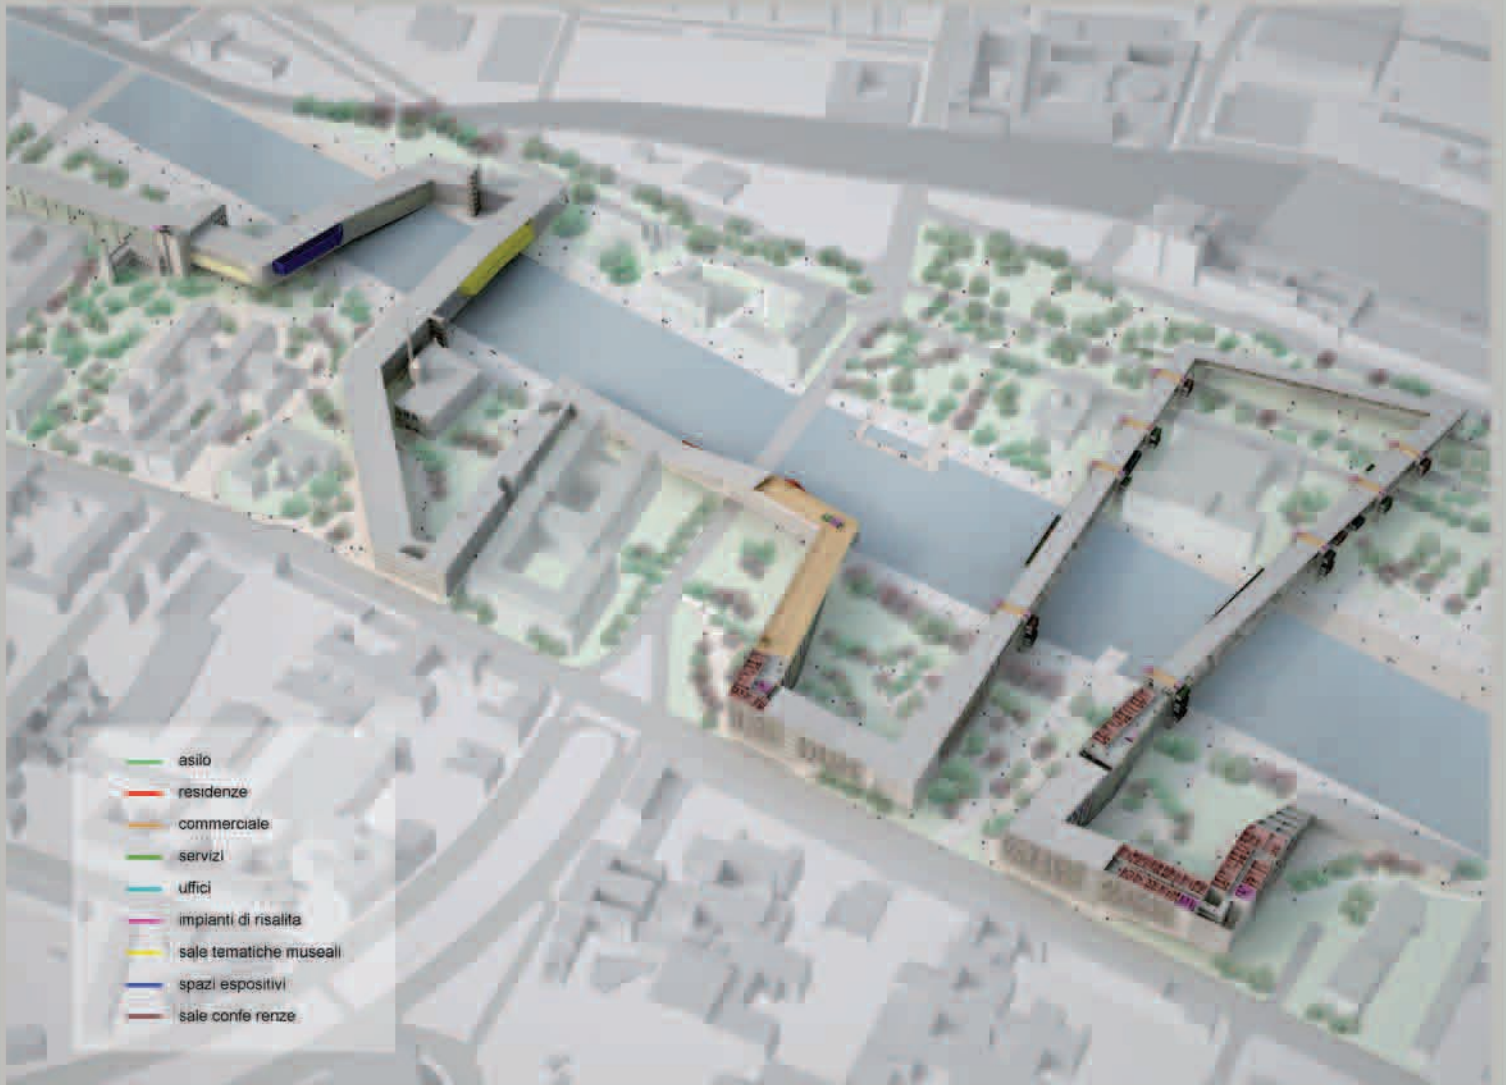 asilo
residenze
commerciale
servizi
uffici
impianti di risalita
sale tematiche museali
spazi espositivi
sale confe renze